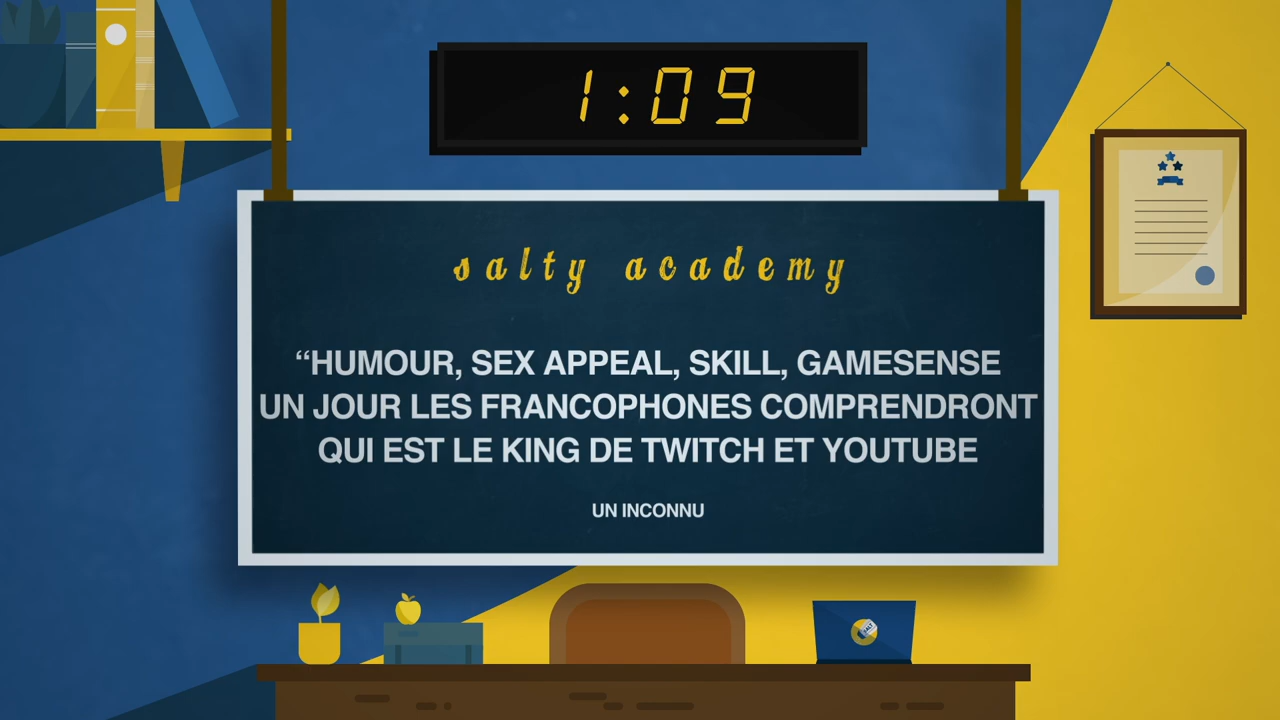 1:09
salty academy
“HUMOUR, SEX APPEAL, SKILL, GAMESENSE
UN JOUR LES FRANCOPHONES COMPRENDRONT
QUI EST LE KING DE TWITCH ET YOUTUBE
UN INCONNU
SALT